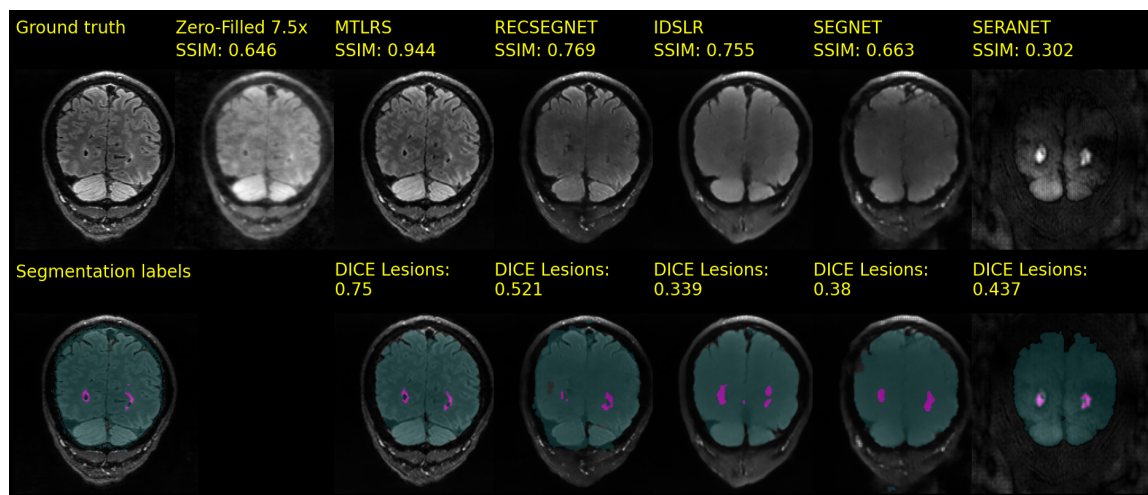 Ground truth
Zero-Filled 7.5x
SSIM: 0.646
MTLRS
SSIM: 0.944
RECSEGNET
SSIM: 0.769
IDSLR
SSIM: 0.755
SEGNET
SSIM: 0.663
SERANET
SSIM: 0.302
Segmentation labels
DICE Lesions:
0.75
DICE Lesions:
0.521
DICE Lesions:
0.339
DICE Lesions:
0.38
DICE Lesions:
0.437